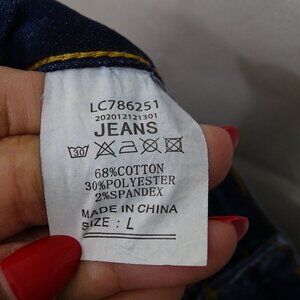 LC786251
202012121301
JEANS
30
68%COTTON
30%POLYESTER
2%SPANDEX
MADE IN CHINA
SIZE: L